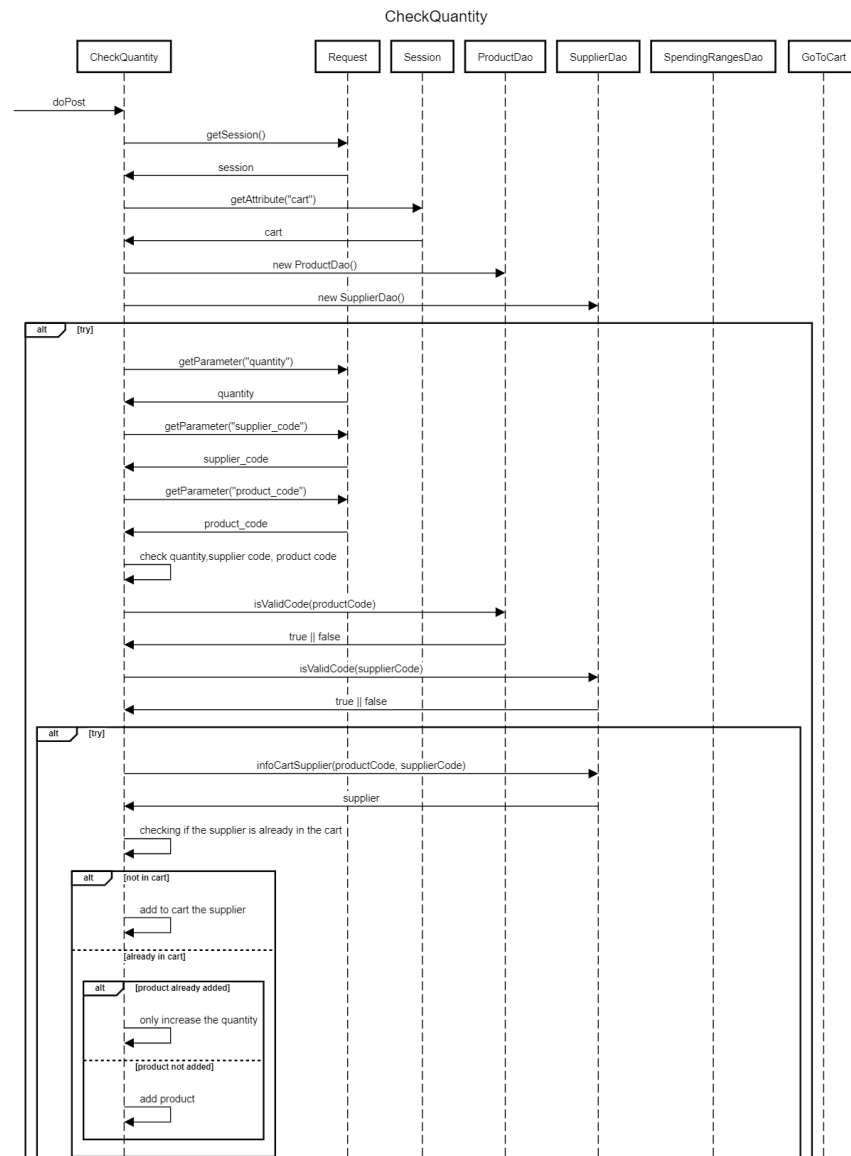 CheckQuantity
CheckQuantity
Request
Session
ProductDao
SupplierDao
SpendingRangesDao
GoToCart
doPost
getSession()
session
getAttribute("cart")
cart
new ProductDao()
new SupplierDao()
alt [try]
getParameter("quantity")
quantity
getParameter("supplier_code")
supplier_code
getParameter("product_code")
product_code
check quantity,supplier code, product code
isValidCode(productCode)
true || false
isValidCode(supplierCode)
true || false
alt [try]
infoCartSupplier(productCode, supplierCode)
supplier
checking if the supplier is already in the cart
alt [not in cart]
add to cart the supplier
[already in cart]
alt [product already added]
only increase the quantity
[product not added]
add product